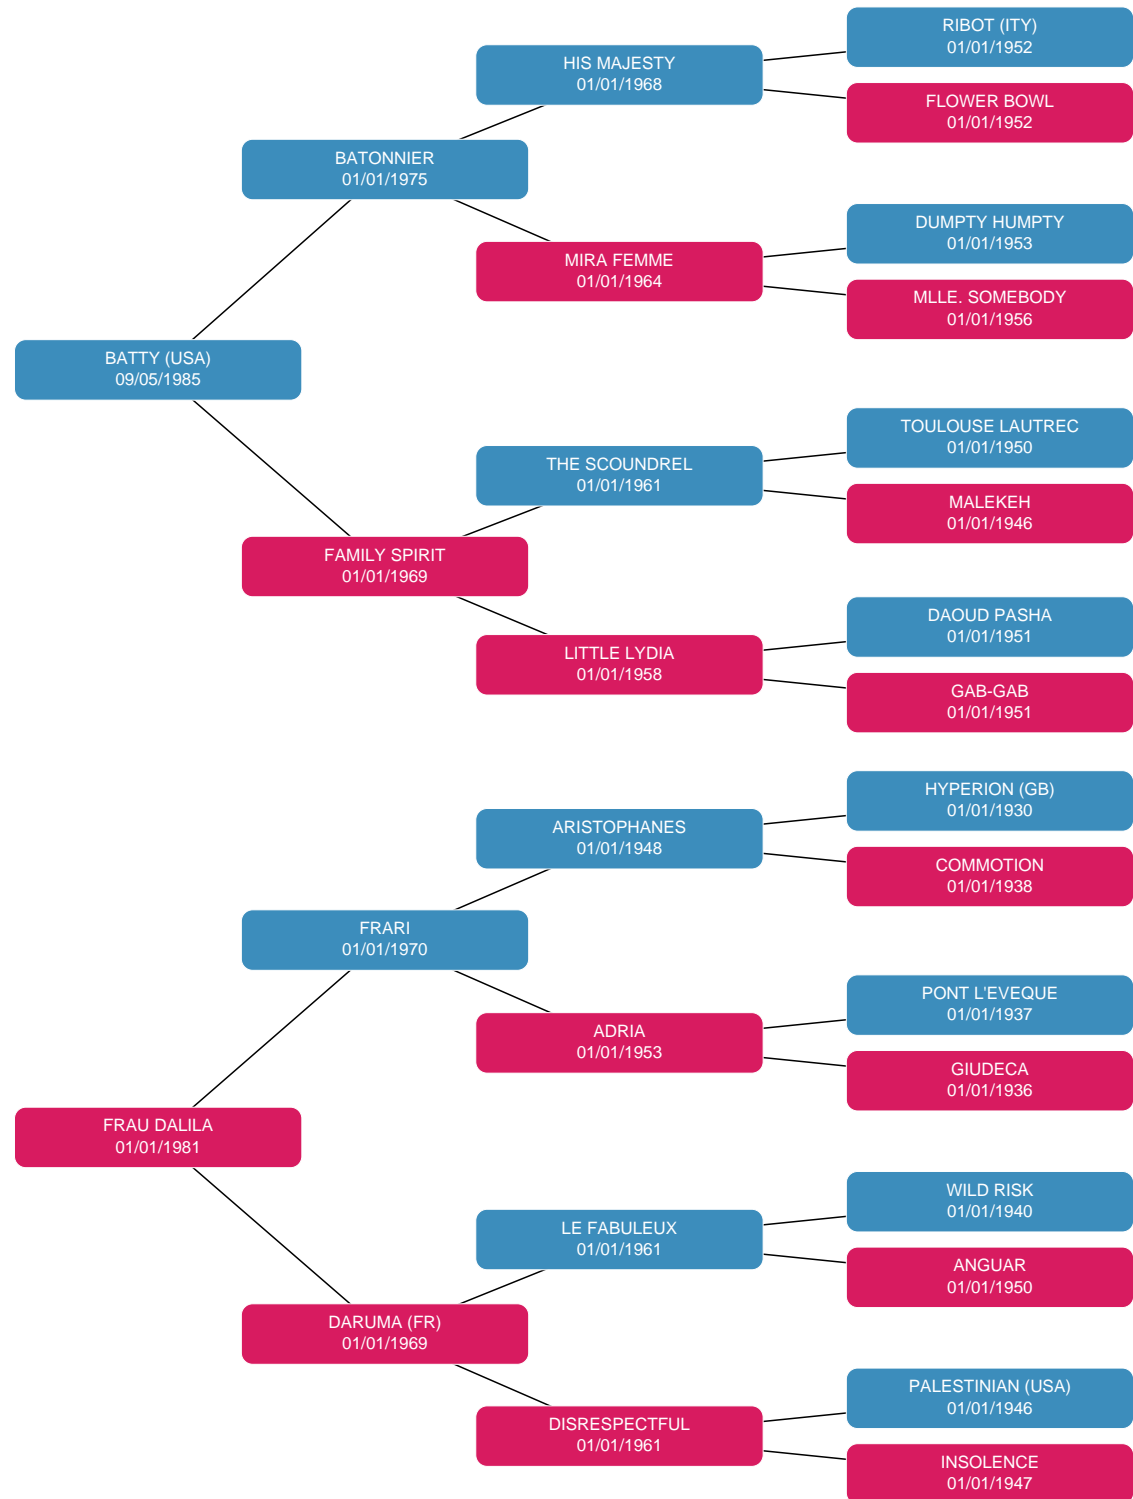 RIBOT (ITY)
01/01/1952
HIS MAJESTY
01/01/1968
FLOWER BOWL
01/01/1952
BATONNIER
01/01/1975
DUMPTY HUMPTY
01/01/1953
MIRA FEMME
01/01/1964
MLLE. SOMEBODY
01/01/1956
BATTY (USA)
09/05/1985
TOULOUSE LAUTREC
01/01/1950
THE SCOUNDREL
01/01/1961
MALEKEH
01/01/1946
FAMILY SPIRIT
01/01/1969
DAOUD PASHA
01/01/1951
LITTLE LYDIA
01/01/1958
GAB-GAB
01/01/1951
HYPERION (GB)
01/01/1930
ARISTOPHANES
01/01/1948
COMMOTION
01/01/1938
FRARI
01/01/1970
PONT L'EVEQUE
01/01/1937
ADRIA
01/01/1953
GIUDECA
01/01/1936
FRAU DALILA
01/01/1981
WILD RISK
01/01/1940
LE FABULEUX
01/01/1961
ANGUAR
01/01/1950
DARUMA (FR)
01/01/1969
PALESTINIAN (USA)
01/01/1946
DISRESPECTFUL
01/01/1961
INSOLENCE
01/01/1947